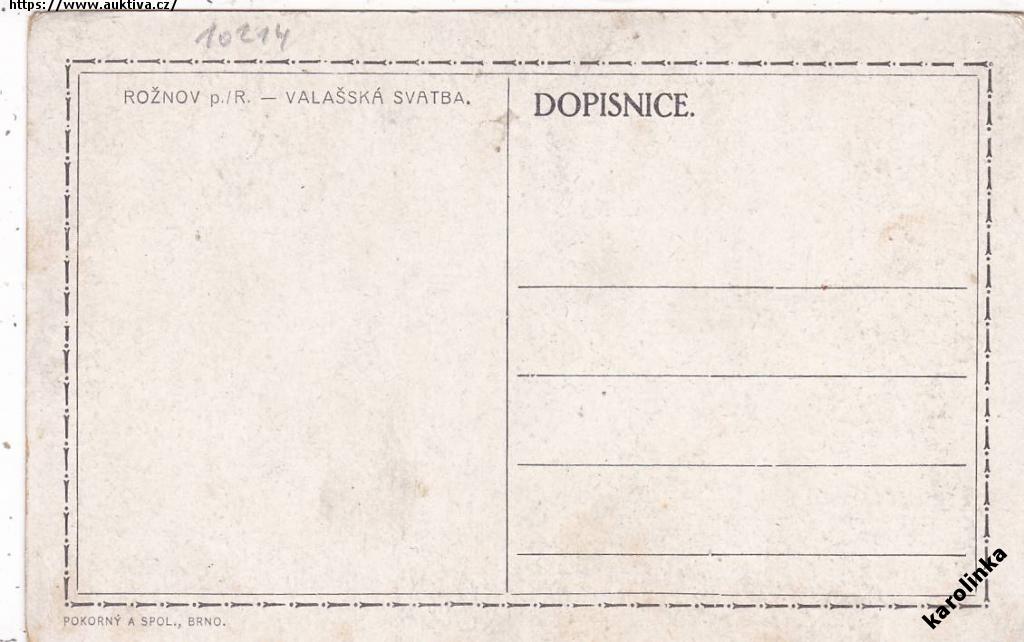 https://www.auktiva.cz/
10214
ROŽNOV p./R. — VALAŠSKÁ SVATBA.
DOPISNICE.
POKORNÝ A SPOL., BRNO.
karolinka